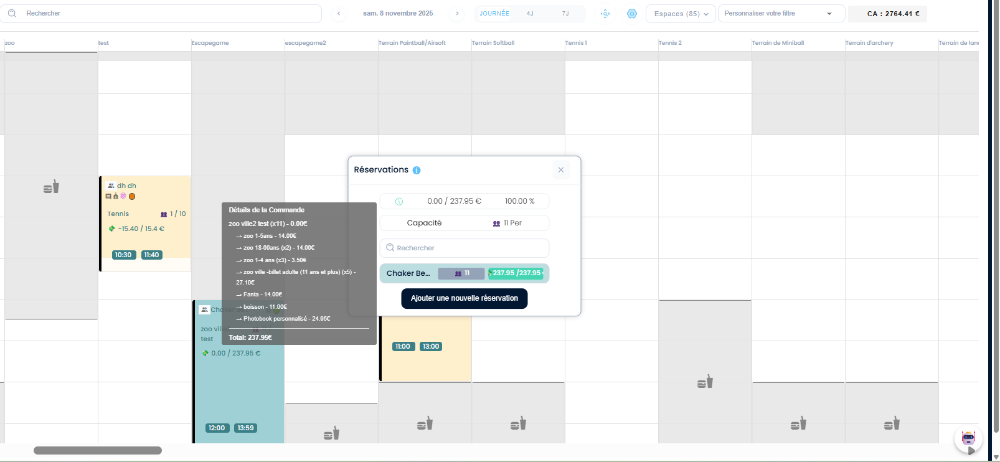 Rechercher
sam. 8 novembre 2025
JOURNÉE
4J
7J
Espaces (85)
Personnaliser votre filtre
CA : 2764.41 €
zoo
test
Escapegame
escapegame2
Terrain Paintball/Airsoft
Terrain Softball
Tennis 1
Tennis 2
Terrain de Miniball
Terrain d'archery
Terrain de
dh dh
Tennis
1 / 10
-15.40 / 15.4 €
10:30
11:40
Réservations
0.00 / 237.95 €
100.00 %
Capacité
11 Per
Rechercher
Chaker Be...
11
237.95 /237.95
Ajouter une nouvelle réservation
Détails de la Commande
zoo ville2 test (x11) - 0.00€
→ zoo 1-5ans - 14.00€
→ zoo 18-60ans (x2) - 14.00€
→ zoo 1-4 ans (x3) - 3.50€
→ zoo ville -billet adulte (11 ans et plus) (x5) -
27.10€
→ Fanta - 14.00€
→ boisson - 11.00€
→ Photobook personnalisé - 24.95€
Total: 237.95€
zoo
test
0.00 / 237.95 €
12:00
13:59
11:00
13:00